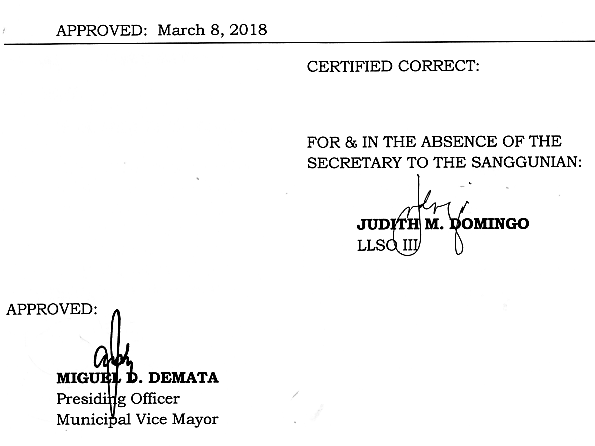 APPROVED: March 8, 2018
CERTIFIED CORRECT:
FOR & IN THE ABSENCE OF THE
SECRETARY TO THE SANGGUNIAN:
JUDITH M. DOMINGO
LLSO III
APPROVED:
MIGUEL D. DEMATA
Presiding Officer
Municipal Vice Mayor